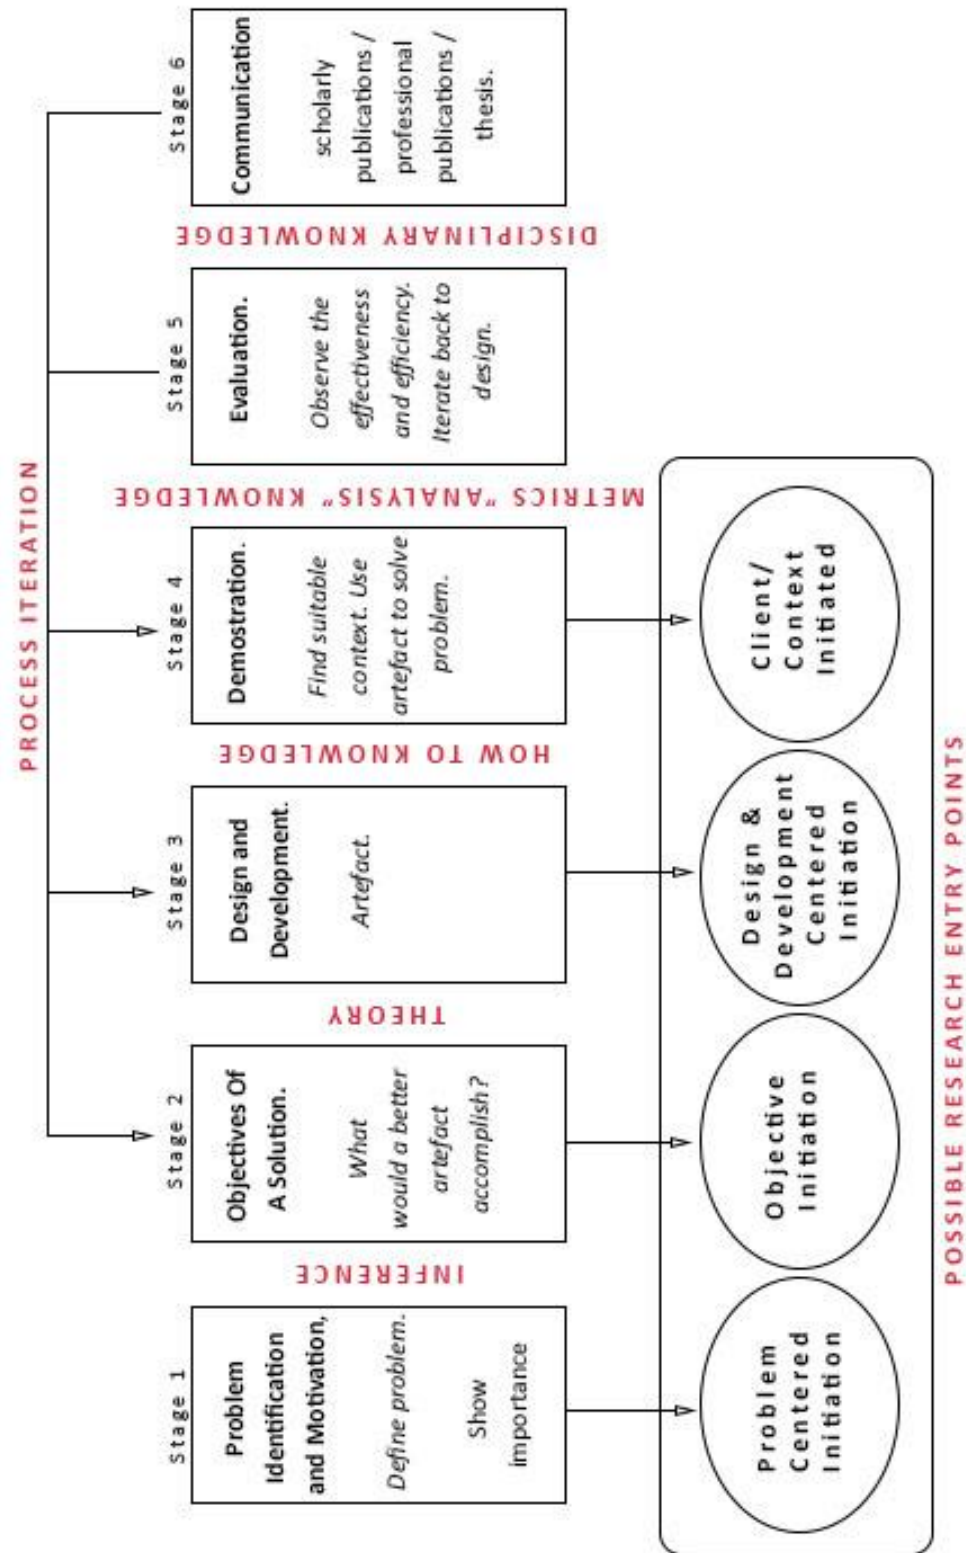 PROCESS ITERATION
Stage 1
Problem
Identification
and Motivation,
Define problem.
Show
importance
INFERENCE
Stage 2
Objectives Of
A Solution.
What
would a better
artefact
accomplish?
THEORY
Stage 3
Design and
Development.
Artefact.
HOW TO KNOWLEDGE
Stage 4
Demostration.
Find suitable
context. Use
artefact to solve
problem.
METRICS "ANALYSIS" KNOWLEDGE
Stage 5
Evaluation.
Observe the
effectiveness
and efficiency.
Iterate back to
design.
DISCIPLINARY KNOWLEDGE
Stage 6
Communication
scholarly
publications /
professional
publications /
thesis.
Problem
Centered
Initiation
Objective
Initiation
Design &
Development
Centered
Initiation
Client/
Context
Initiated
POSSIBLE RESEARCH ENTRY POINTS